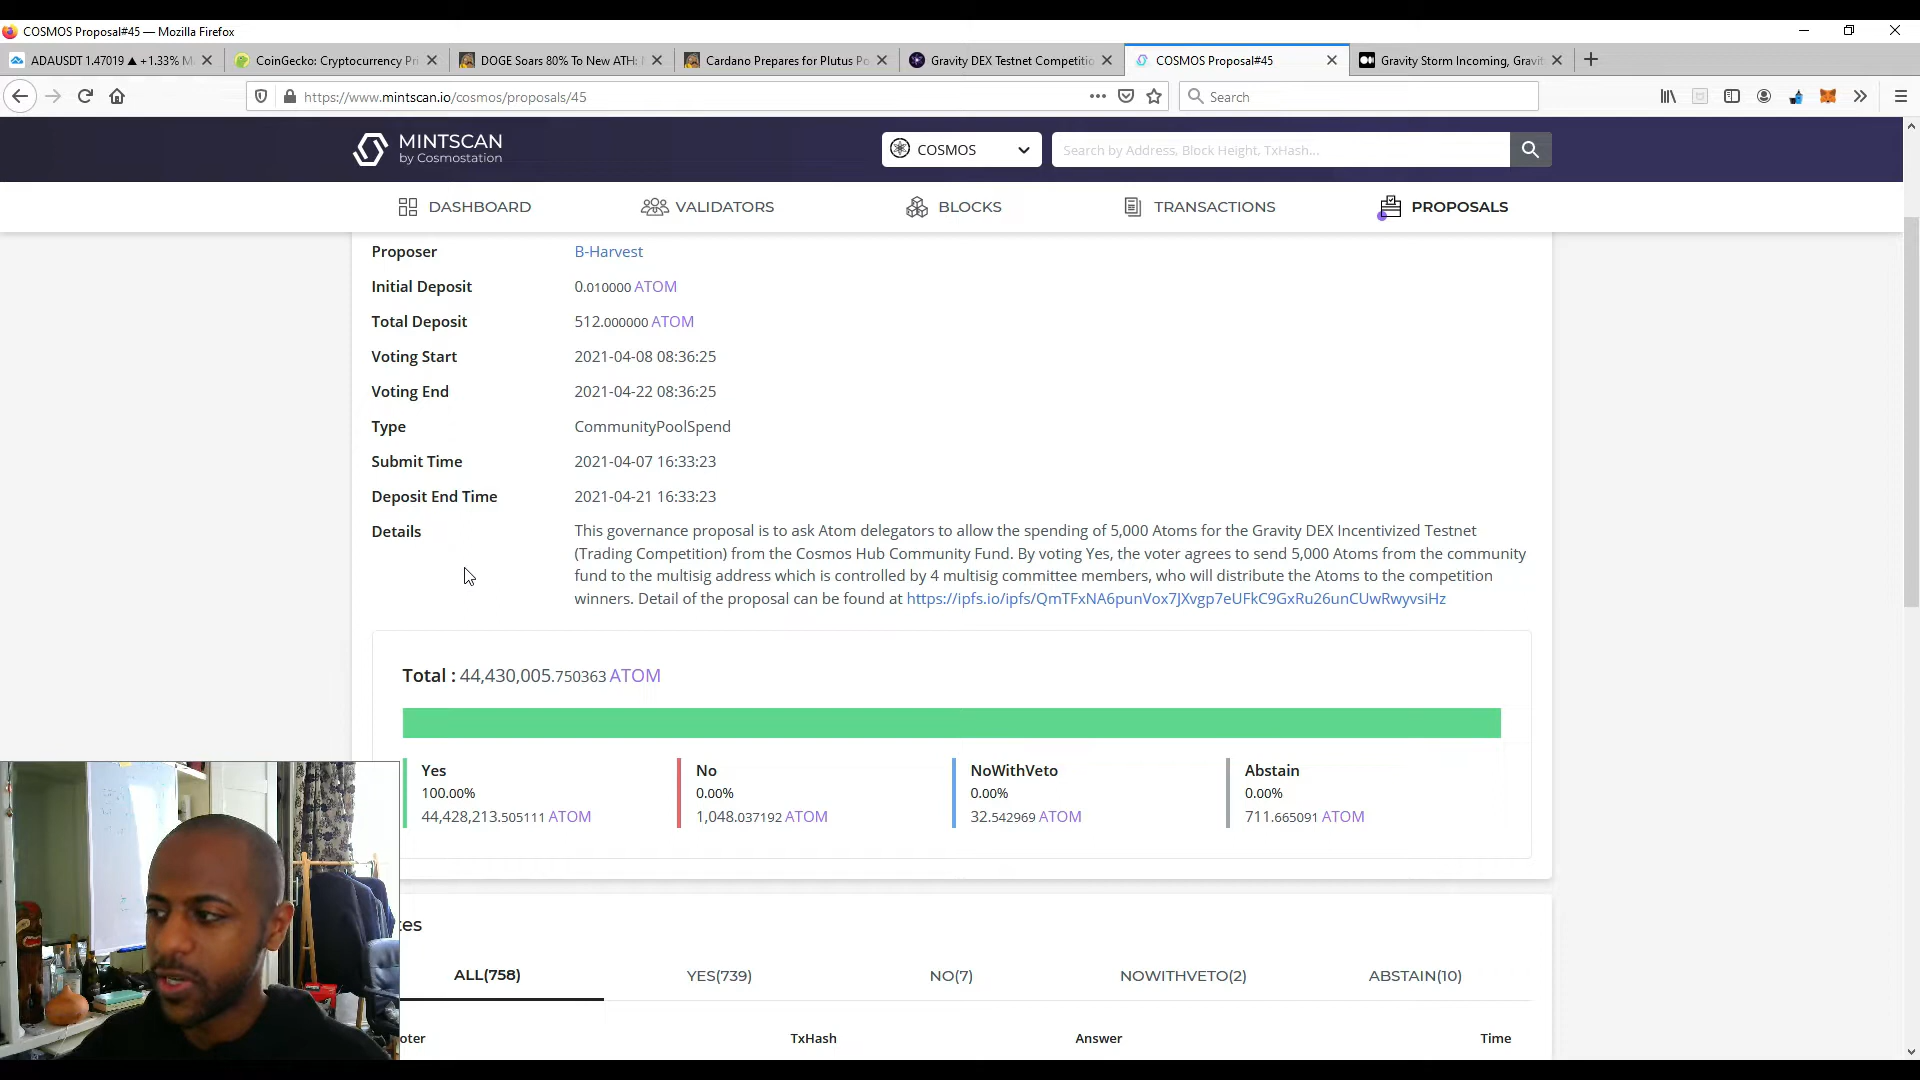 COSMOS Proposal#45 — Mozilla Firefox
ADAUSDT 1.47019 ▲ +1.33% M
CoinGecko: Cryptocurrency Pri
DOGE Soars 80% To New ATH:
Cardano Prepares for Plutus Po
Gravity DEX Testnet Competitio
COSMOS Proposal#45
Gravity Storm Incoming, Gravit
https://www.mintscan.io/cosmos/proposals/45
Search
MINTSCAN
by Cosmostation
COSMOS
Search by Address, Block Height, TxHash...
DASHBOARD
VALIDATORS
BLOCKS
TRANSACTIONS
PROPOSALS
Proposer B-Harvest
Initial Deposit 0.010000 ATOM
Total Deposit 512.000000 ATOM
Voting Start 2021-04-08 08:36:25
Voting End 2021-04-22 08:36:25
Type CommunityPoolSpend
Submit Time 2021-04-07 16:33:23
Deposit End Time 2021-04-21 16:33:23
Details This governance proposal is to ask Atom delegators to allow the spending of 5,000 Atoms for the Gravity DEX Incentivized Testnet
(Trading Competition) from the Cosmos Hub Community Fund. By voting Yes, the voter agrees to send 5,000 Atoms from the community
fund to the multisig address which is controlled by 4 multisig committee members, who will distribute the Atoms to the competition
winners. Detail of the proposal can be found at https://ipfs.io/ipfs/QmTFxNA6punVox7JXvgp7eUFkC9GxRu26unCUwRwyvsiHz
Total : 44,430,005.750363 ATOM
Yes
100.00%
44,428,213.505111 ATOM
No
0.00%
1,048.037192 ATOM
NoWithVeto
0.00%
32.542969 ATOM
Abstain
0.00%
711.665091 ATOM
tes
ALL(758)
YES(739)
NO(7)
NOWITHVETO(2)
ABSTAIN(10)
oter
TxHash
Answer
Time